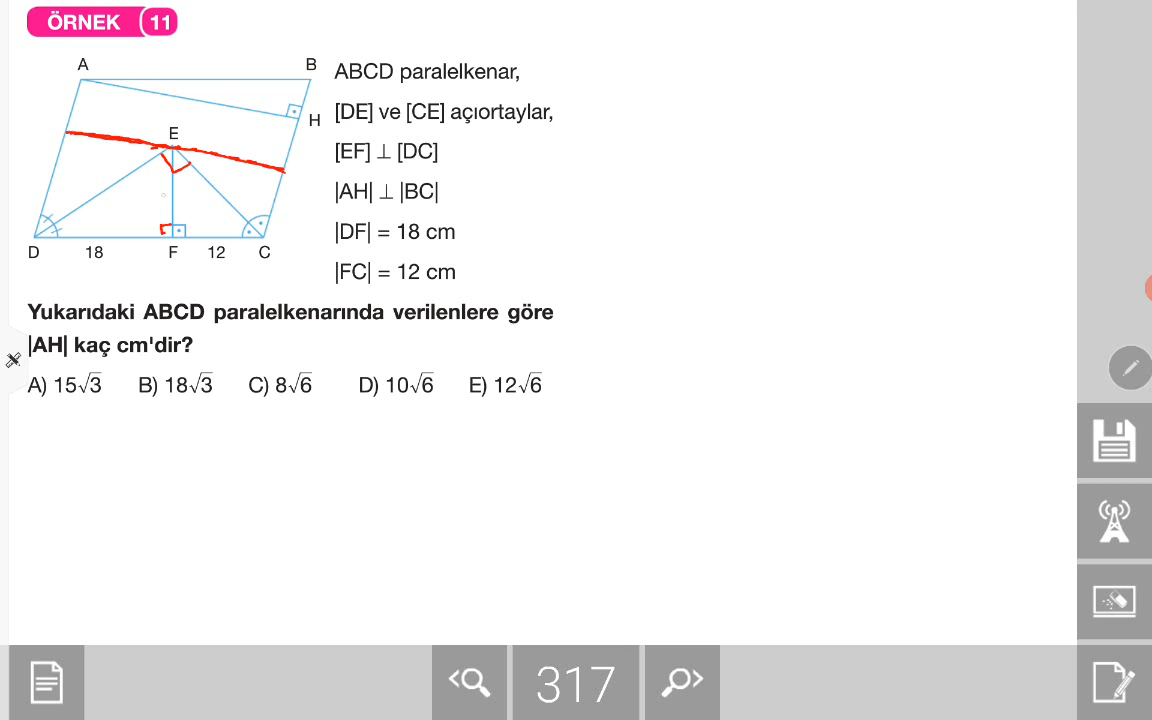 ÖRNEK 11
A
B
ABCD paralelkenar,
[DE] ve [CE] açıortaylar,
H
E
[EF] ⊥ [DC]
|AH| ⊥ |BC|
|DF| = 18 cm
D 18 F 12 C
|FC| = 12 cm
Yukarıdaki ABCD paralelkenarında verilenlere göre
|AH| kaç cm'dir?
A) 15√3 B) 18√3 C) 8√6 D) 10√6 E) 12√6
317